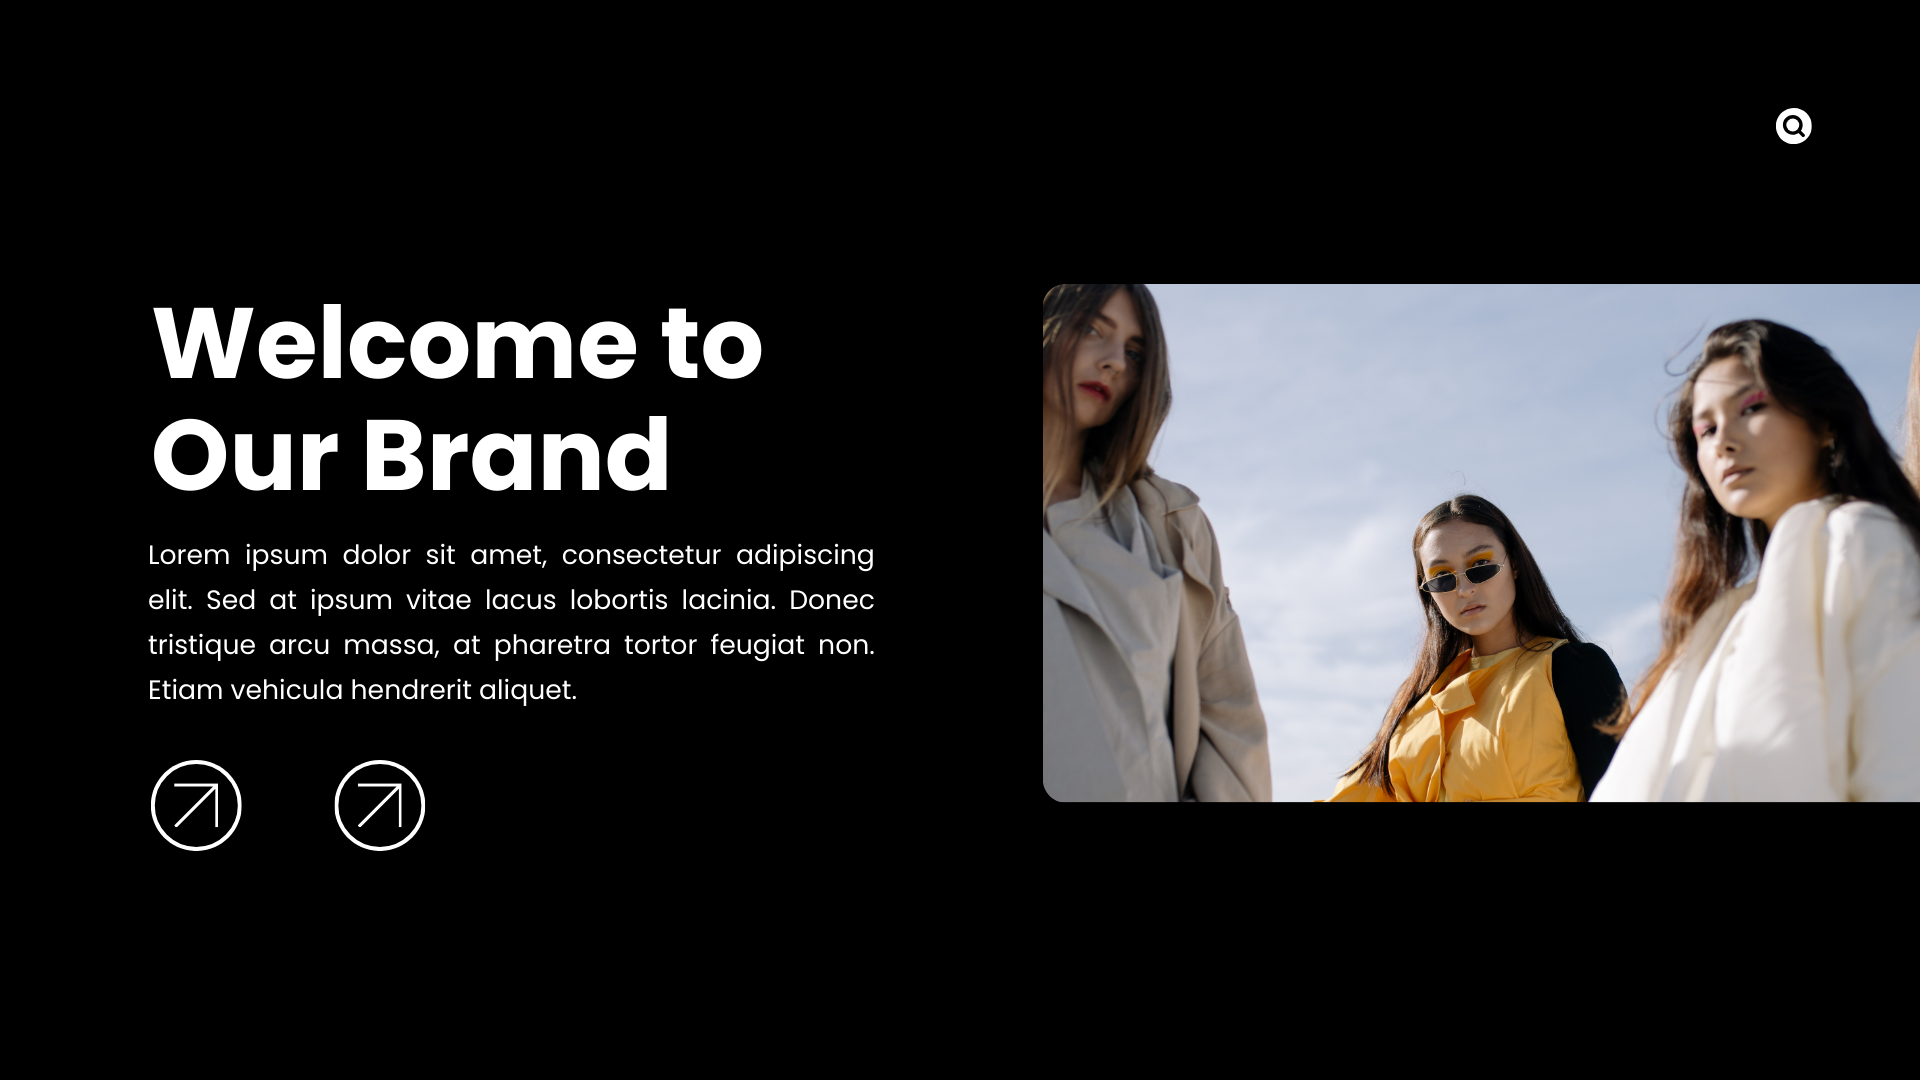 Welcome to
Our Brand
Lorem ipsum dolor sit amet, consectetur adipiscing
elit. Sed at ipsum vitae lacus lobortis lacinia. Donec
tristique arcu massa, at pharetra tortor feugiat non.
Etiam vehicula hendrerit aliquet.